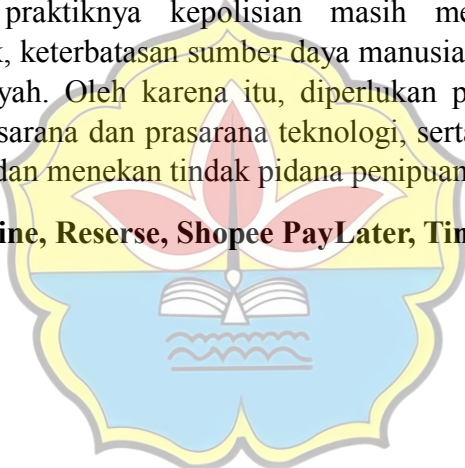 praktiknya kepolisian masih me
, keterbatasan sumber daya manusia
yah. Oleh karena itu, diperlukan p
sarana dan prasarana teknologi, serta
dan menekan tindak pidana penipuan
ine, Reserse, Shopee PayLater, Tin